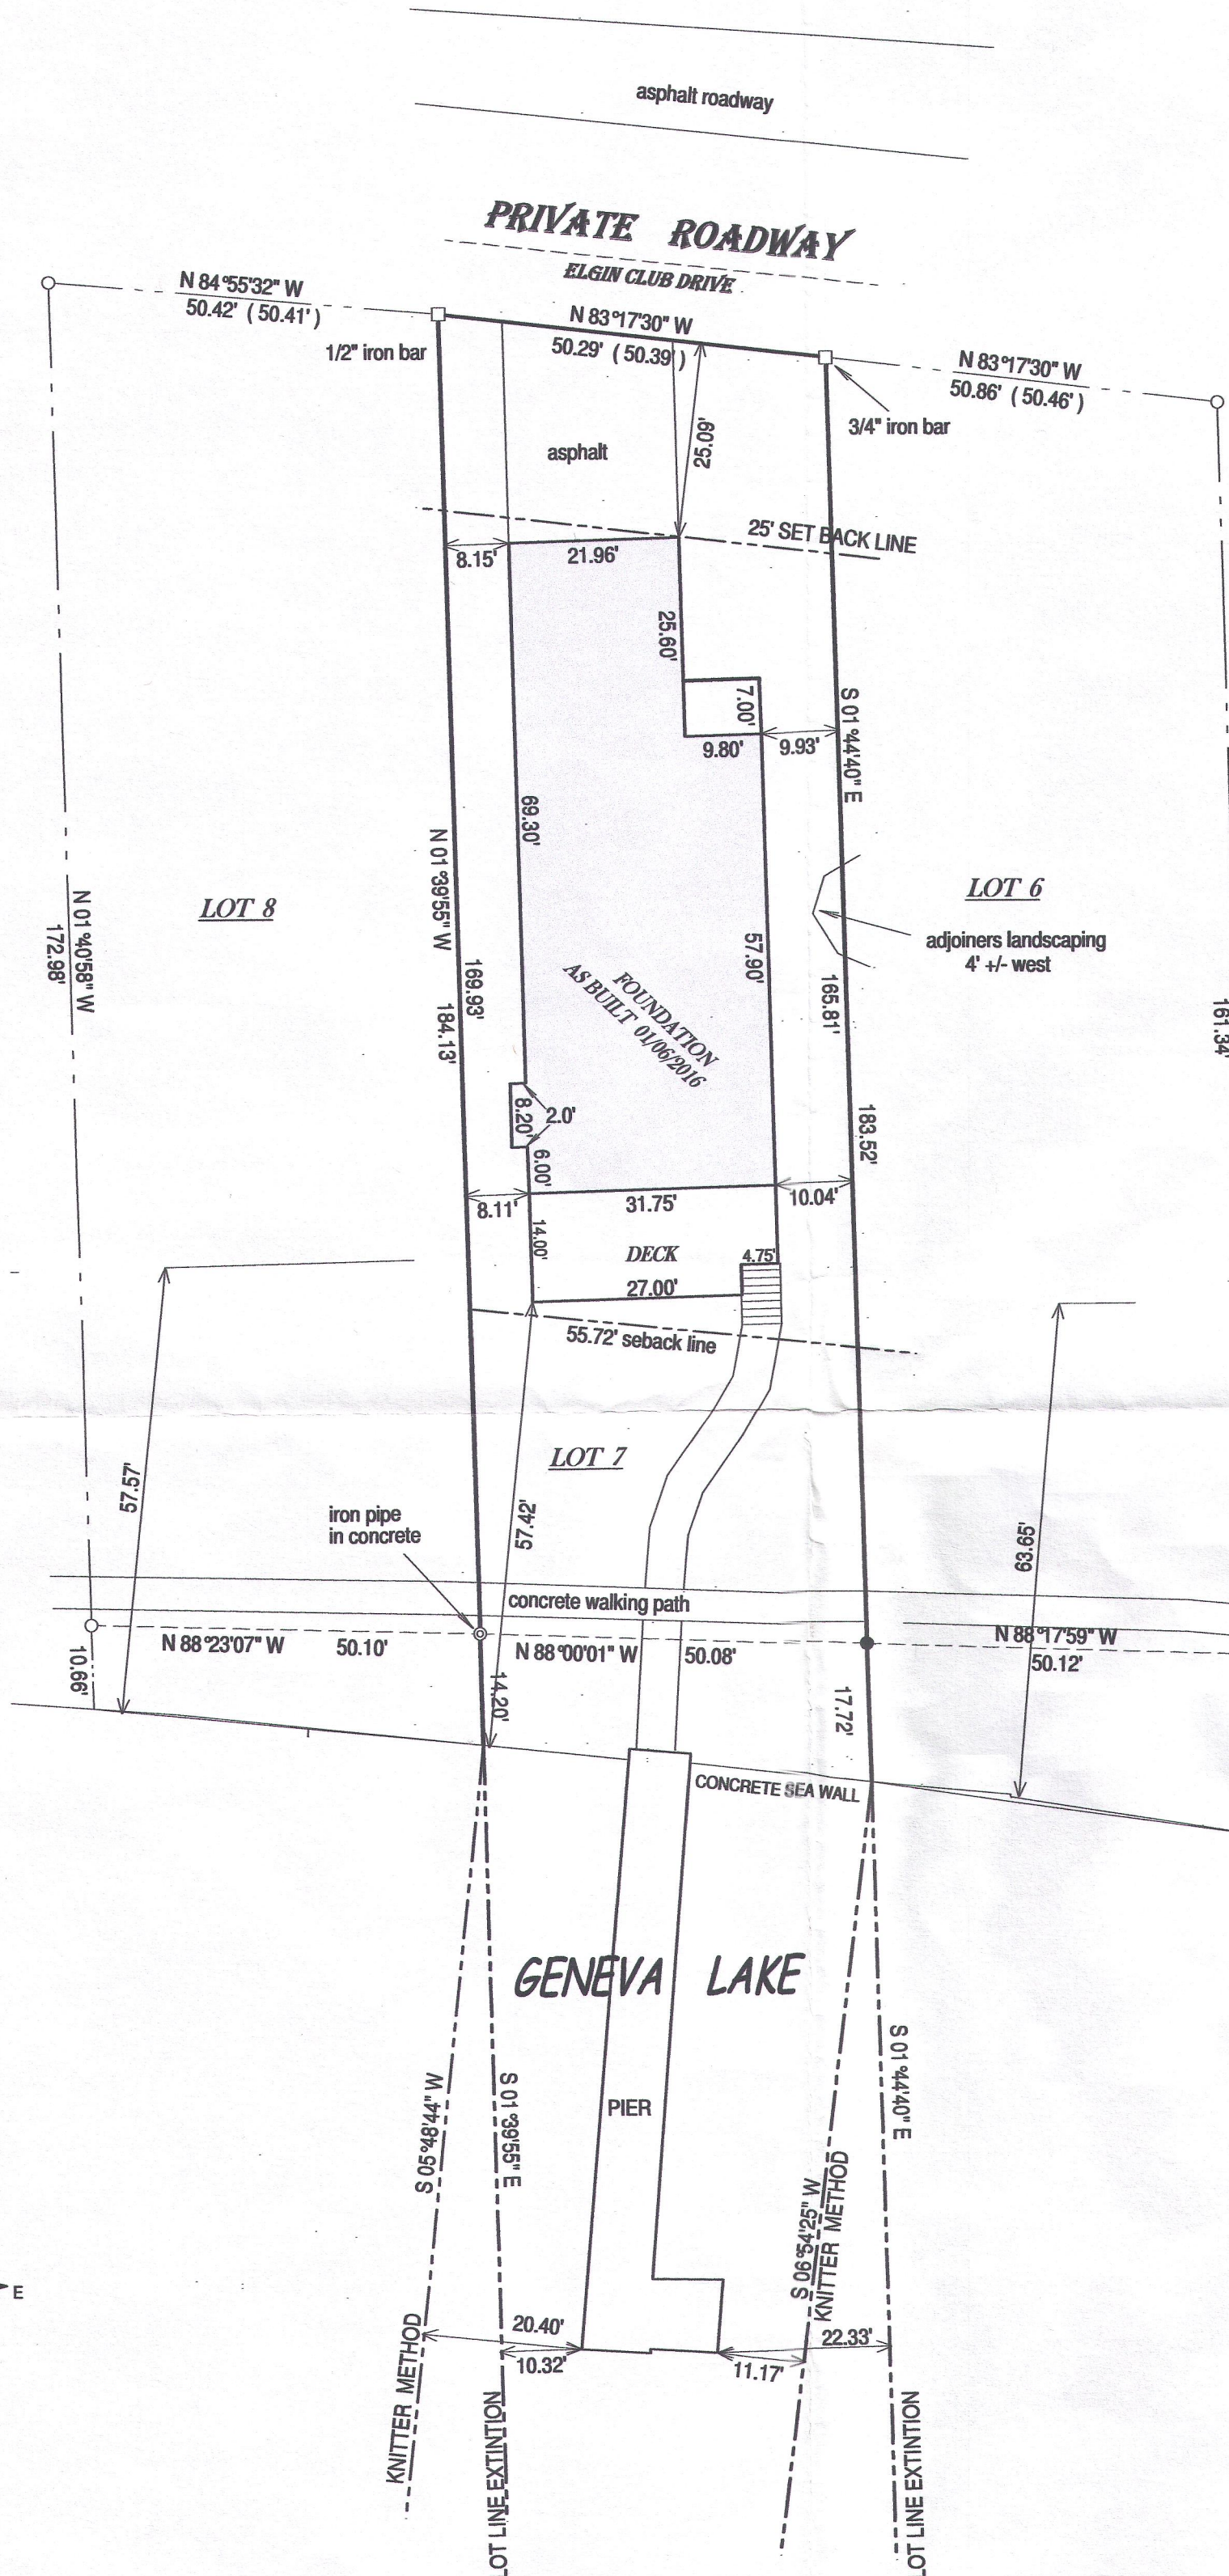 asphalt roadway
PRIVATE ROADWAY
ELGIN CLUB DRIVE
N 84°55'32" W
50.42' ( 50.41' )
N 83°17'30" W
50.29' ( 50.39' )
N 83°17'30" W
50.86' ( 50.46' )
1/2" iron bar
3/4" iron bar
asphalt
25.09'
25' SET BACK LINE
8.15'
21.96'
25.60'
7.00'
9.80'
9.93'
S 01°44'40" E
69.30'
N 01°39'55" W
169.93'
184.13'
N 01°40'58" W
172.98'
LOT 8
LOT 6
adjoiners landscaping
4' +/- west
57.90'
165.81'
161.34'
FOUNDATION
AS BUILT 01/06/2016
8.20'
2.0'
6.00'
183.52'
8.11'
31.75'
10.04'
14.00'
DECK
4.75'
27.00'
55.72' seback line
LOT 7
57.57'
57.42'
63.65'
iron pipe
in concrete
concrete walking path
N 88°23'07" W
50.10'
N 88°00'01" W
50.08'
N 88°17'59" W
50.12'
10.66'
14.20'
17.72'
CONCRETE SEA WALL
GENEVA LAKE
PIER
S 05°48'44" W
S 01°39'55" E
S 06°54'25" W
KNITTER METHOD
S 01°44'40" E
E
20.40'
10.32'
22.33'
11.17'
KNITTER METHOD
LOT LINE EXTINTION
LOT LINE EXTINTION